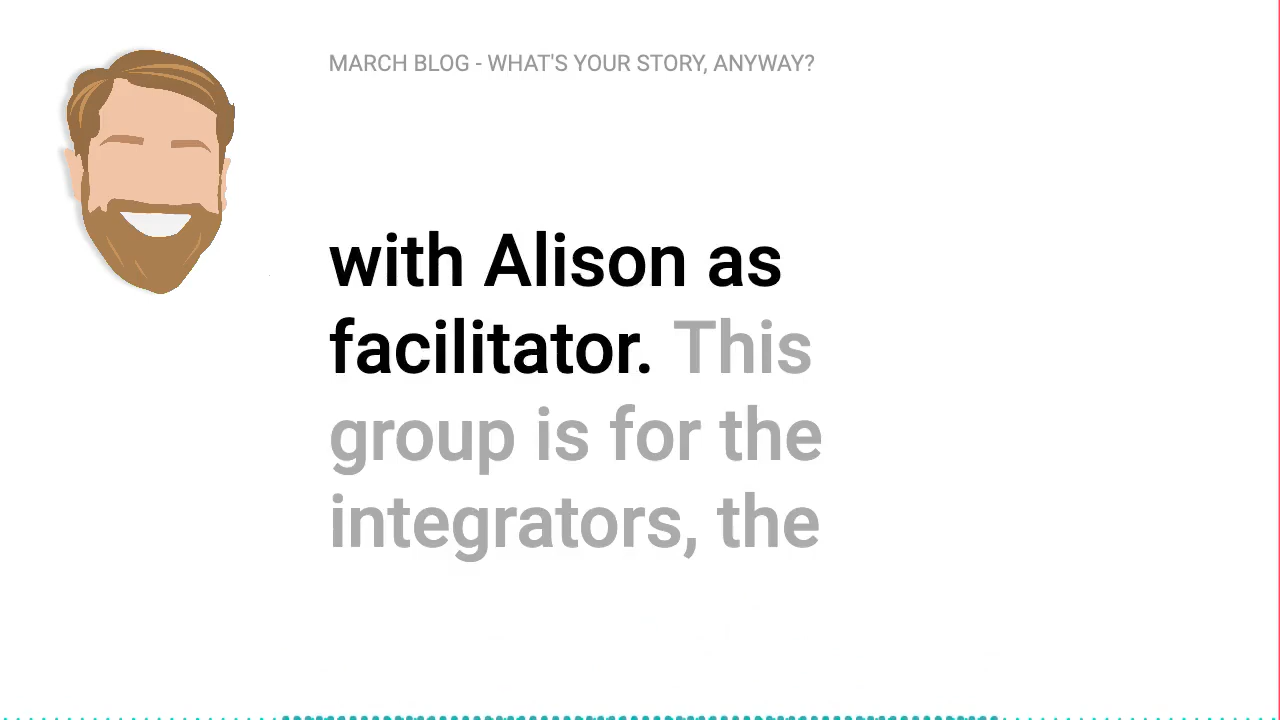 MARCH BLOG - WHAT'S YOUR STORY, ANYWAY?
with Alison as
facilitator. This
group is for the
integrators, the